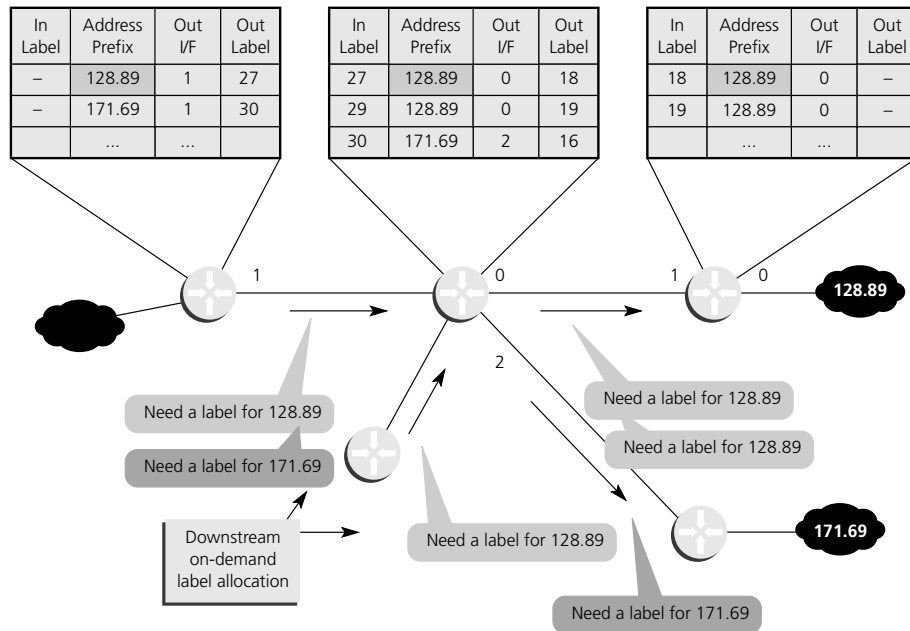 In Label Address Prefix Out I/F Out Label
– 128.89 1 27
– 171.69 1 30
... ...
In Label Address Prefix Out I/F Out Label
27 128.89 0 18
29 128.89 0 19
30 171.69 2 16
In Label Address Prefix Out I/F Out Label
18 128.89 0 –
19 128.89 0 –
... ...
1
0
1
0
128.89
2
Need a label for 128.89
Need a label for 171.69
Need a label for 128.89
Need a label for 128.89
171.69
Downstream
on-demand
label allocation
Need a label for 128.89
Need a label for 171.69